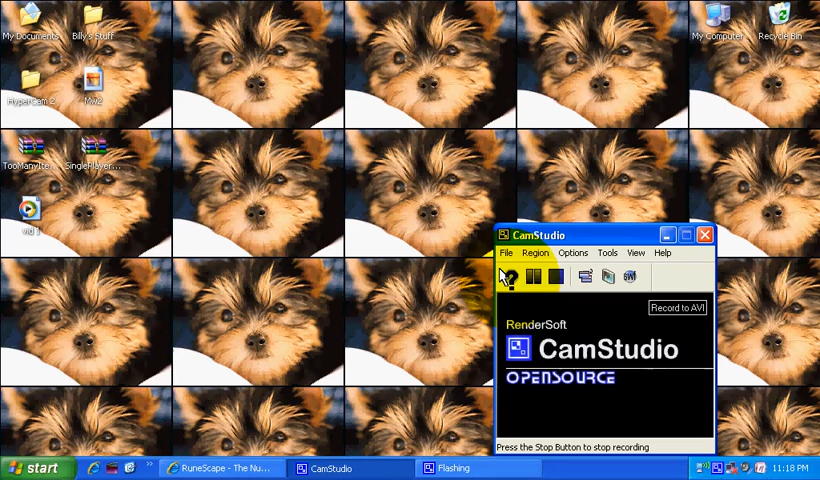 My Documents
Billy's Stuff
My Computer
Recycle Bin
HyperCam 2
Mw2
TooManyIte...
SinglePlayer...
vid 1
CamStudio
File Region Options Tools View Help
Record to AVI
RenderSoft
CamStudio
OPENSOURCE
Press the Stop Button to stop recording
start
RuneScape - The Nu...
CamStudio
Flashing
11:18 PM